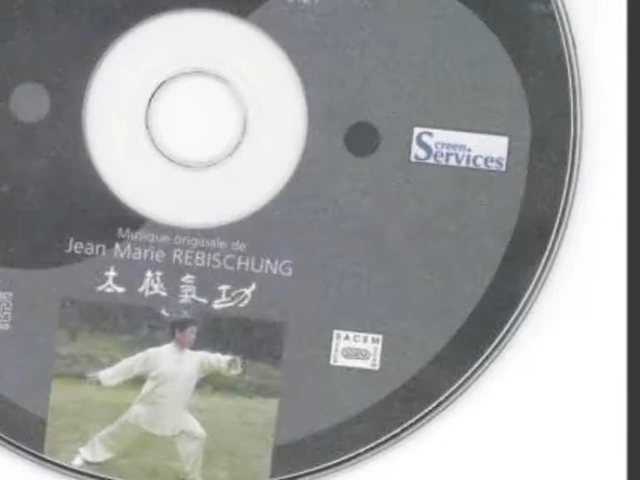 Screen
Services
Musique originale de
Jean Marie REBISCHUNG
太極氣功
SACEM